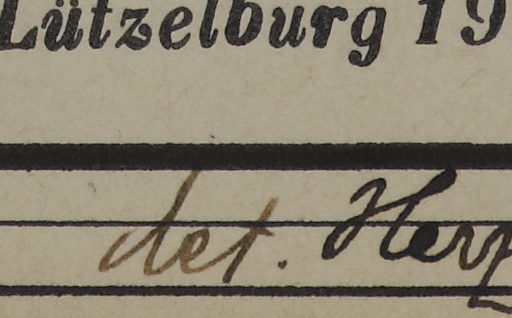 Lützelburg 19
det. Herz